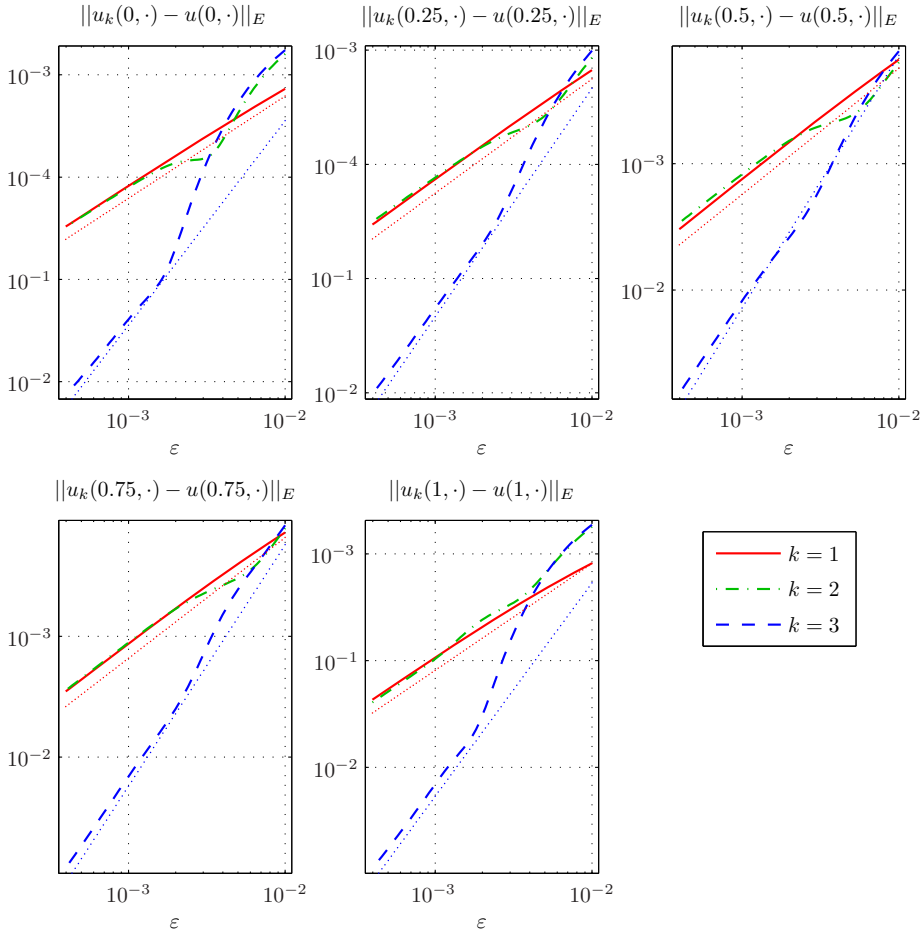 ||u_k(0, ·) − u(0, ·)||_E
||u_k(0.25, ·) − u(0.25, ·)||_E
||u_k(0.5, ·) − u(0.5, ·)||_E
10^{-3}
10^{-4}
10^{-1}
10^{-2}
10^{-3}
10^{-2}
ε
10^{-3}
10^{-4}
10^{-1}
10^{-2}
10^{-3}
10^{-2}
ε
10^{-3}
10^{-2}
10^{-3}
10^{-2}
ε
||u_k(0.75, ·) − u(0.75, ·)||_E
||u_k(1, ·) − u(1, ·)||_E
10^{-3}
10^{-2}
10^{-3}
10^{-2}
ε
10^{-3}
10^{-1}
10^{-2}
10^{-3}
10^{-2}
ε
k = 1
k = 2
k = 3